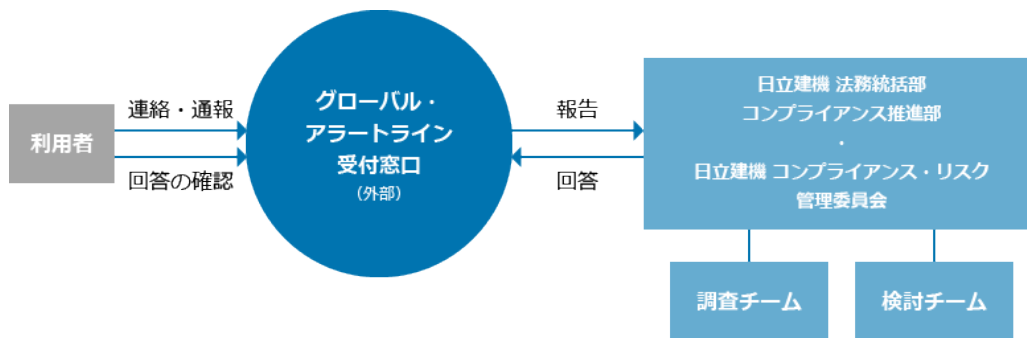 利用者
連絡・通報
回答の確認
グローバル・
アラートライン
受付窓口
（外部）
報告
回答
日立建機 法務統括部
コンプライアンス推進部
・
日立建機 コンプライアンス・リスク
管理委員会
調査チーム
検討チーム